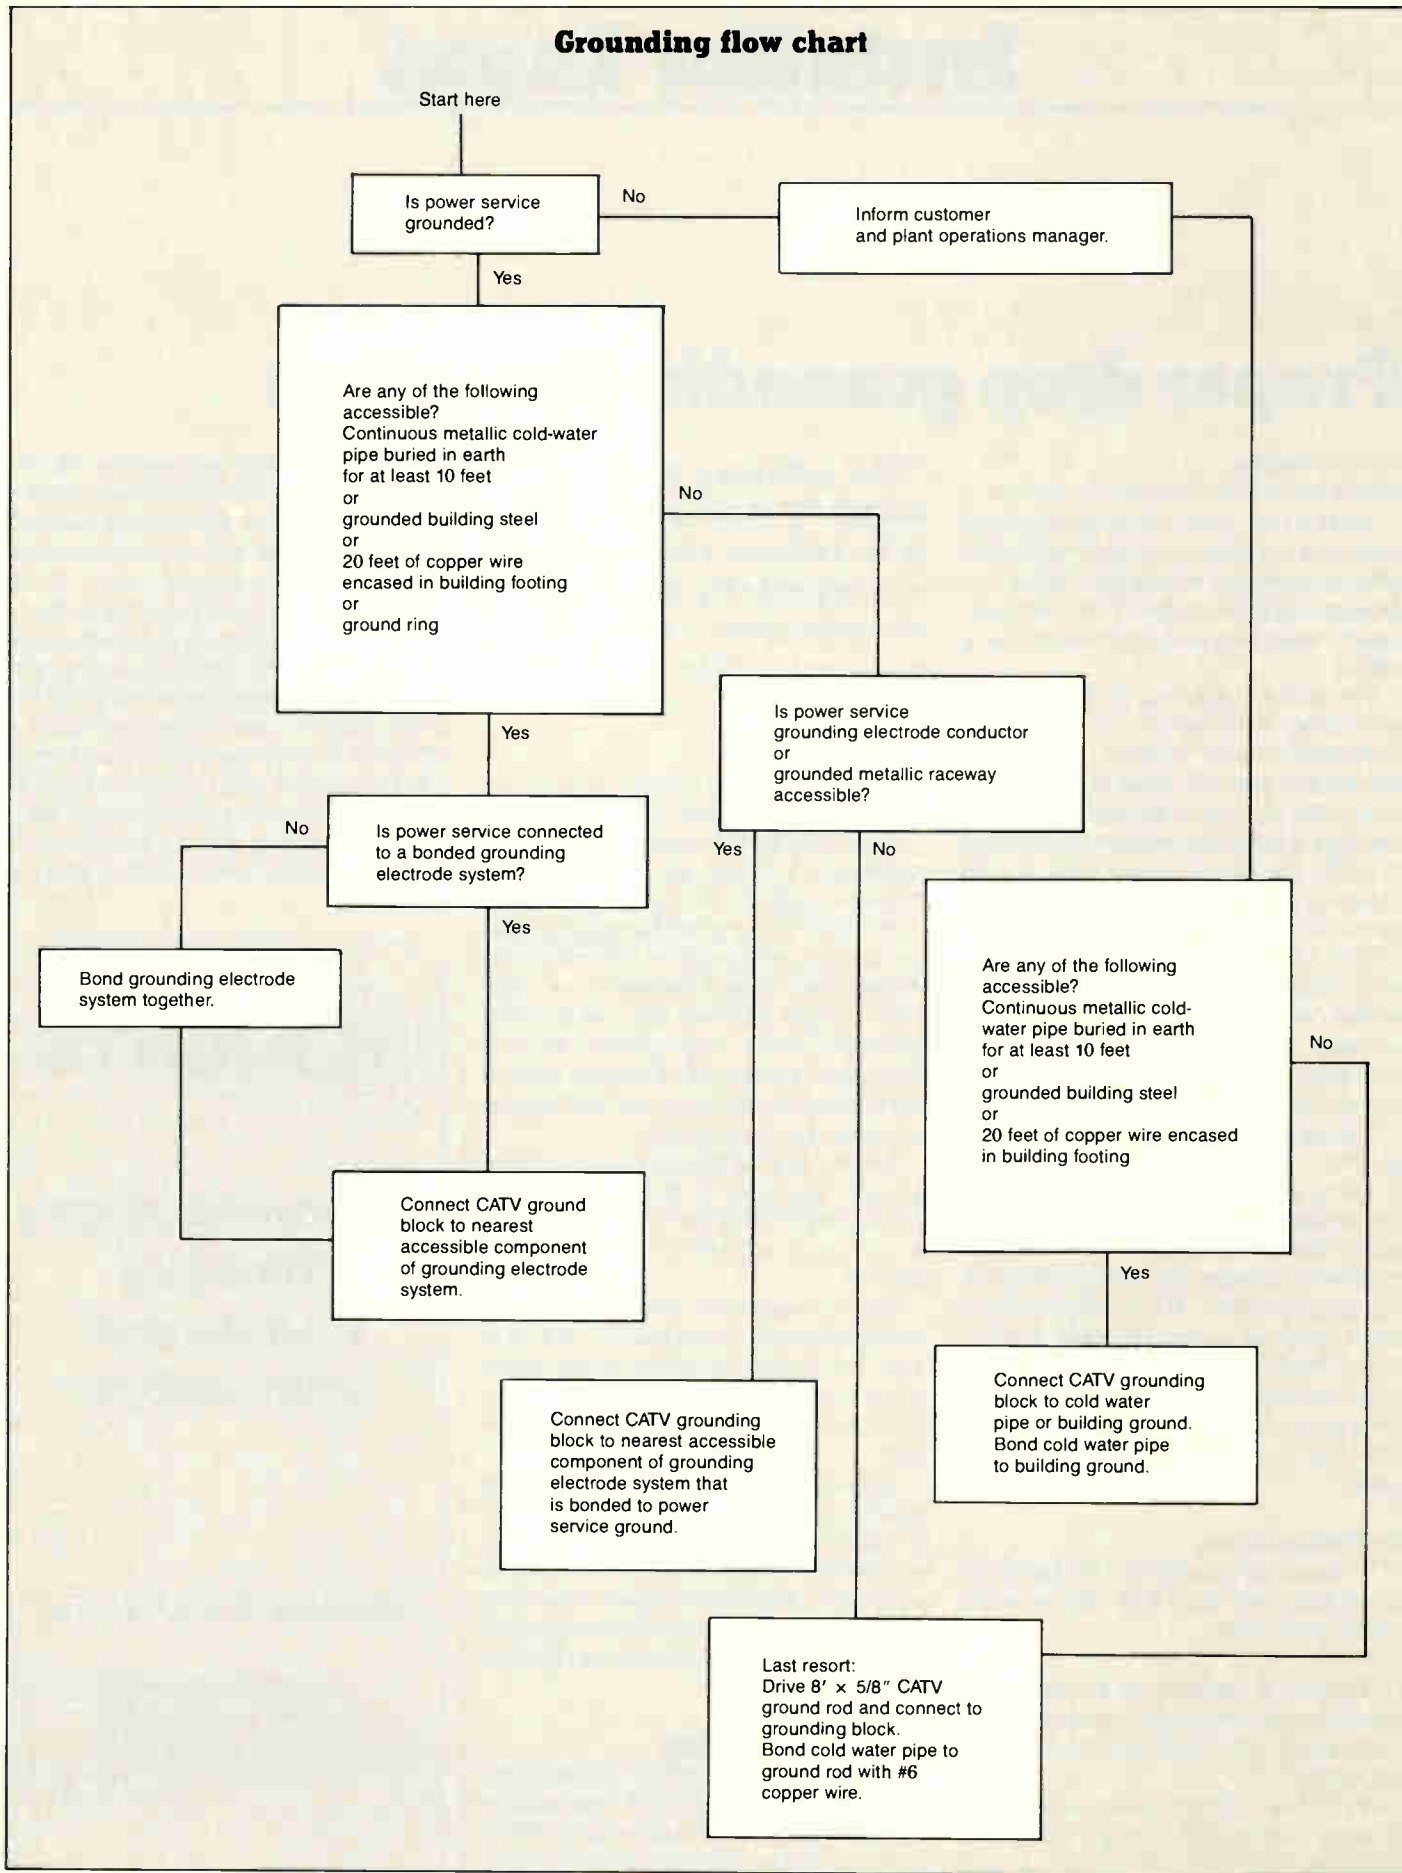 Grounding flow chart
Start here
Is power service
grounded?
No
Inform customer
and plant operations manager.
Yes
Are any of the following
accessible?
Continuous metallic cold-water
pipe buried in earth
for at least 10 feet
or
grounded building steel
or
20 feet of copper wire
encased in building footing
or
ground ring
No
Is power service
grounding electrode conductor
or
grounded metallic raceway
accessible?
Yes
Is power service connected
to a bonded grounding
electrode system?
No
Yes
No
Yes
Bond grounding electrode
system together.
Are any of the following
accessible?
Continuous metallic cold-
water pipe buried in earth
for at least 10 feet
or
grounded building steel
or
20 feet of copper wire encased
in building footing
No
Connect CATV ground
block to nearest
accessible component
of grounding electrode
system.
Yes
Connect CATV grounding
block to cold water
pipe or building ground.
Bond cold water pipe
to building ground.
Connect CATV grounding
block to nearest accessible
component of grounding
electrode system that
is bonded to power
service ground.
Last resort:
Drive 8' x 5/8" CATV
ground rod and connect to
grounding block.
Bond cold water pipe to
ground rod with #6
copper wire.